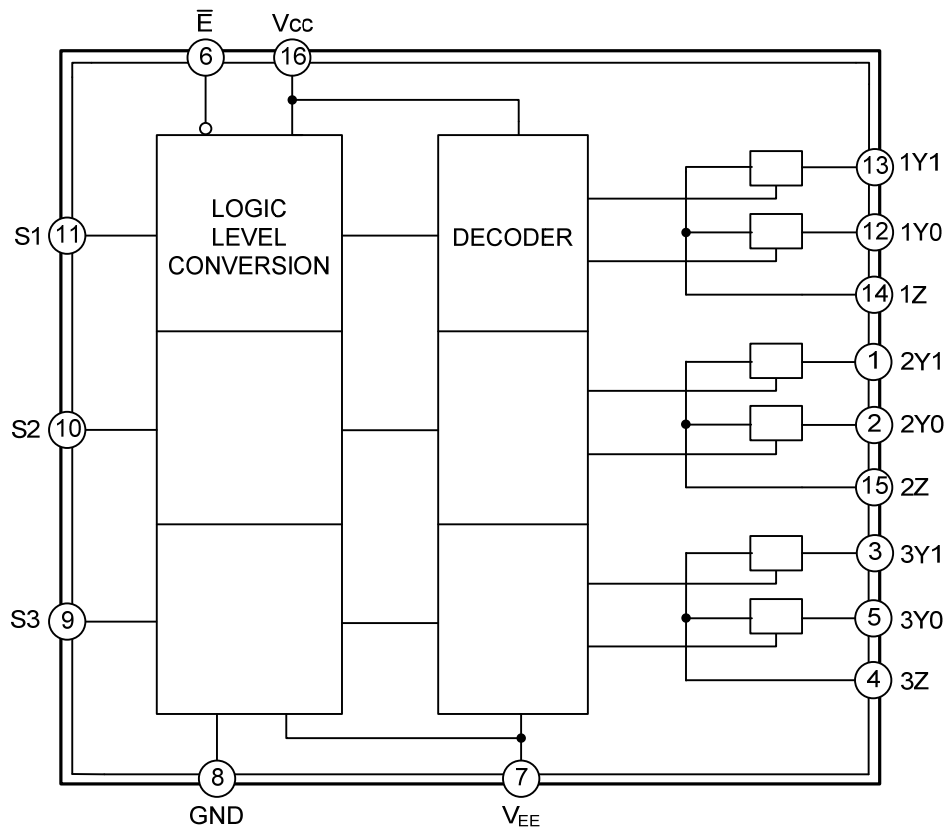 E̅ Vcc
6 16
13 1Y1
LOGIC
LEVEL
CONVERSION
DECODER
S1 11
12 1Y0
14 1Z
1 2Y1
S2 10
2 2Y0
15 2Z
3 3Y1
S3 9
5 3Y0
4 3Z
8 7
GND VEE